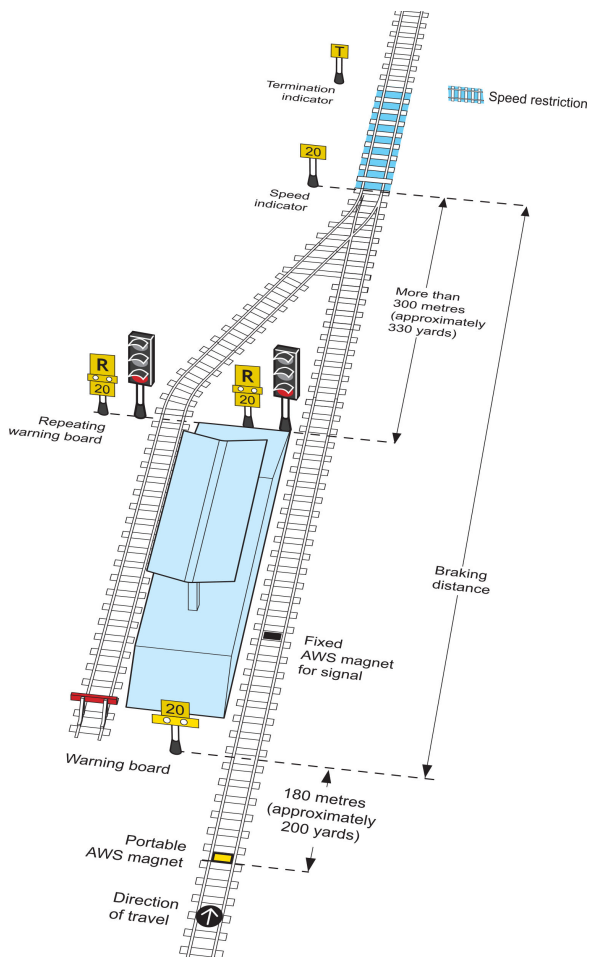 T
Termination
indicator
Speed restriction
20
Speed
indicator
More than
300 metres
(approximately
330 yards)
R
20
R
20
Repeating
warning board
Braking
distance
Fixed
AWS magnet
for signal
20
Warning board
180 metres
(approximately
200 yards)
Portable
AWS magnet
Direction
of travel